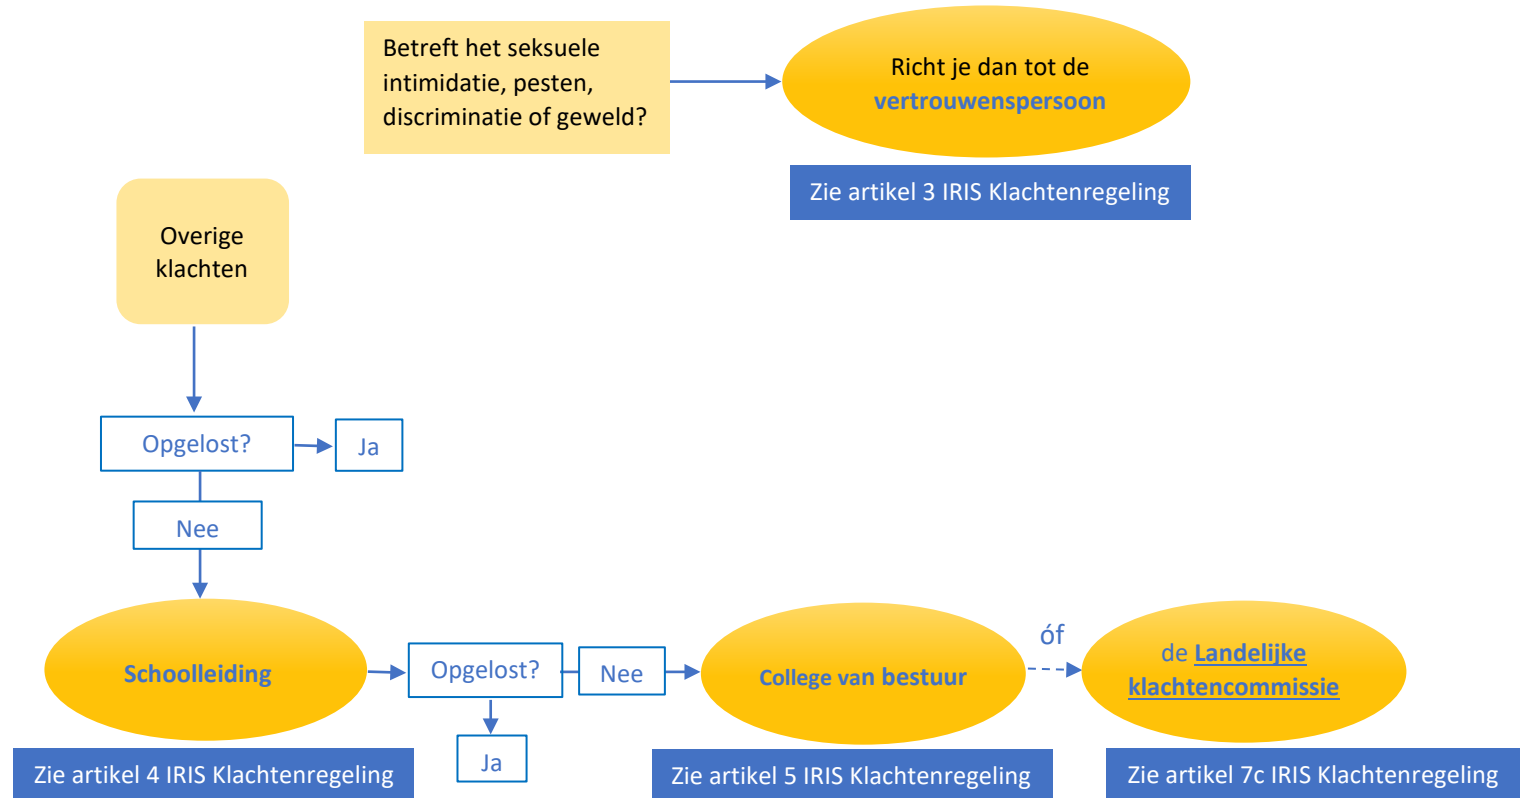 Betreft het seksuele
intimidatie, pesten,
discriminatie of geweld?
Richt je dan tot de
vertrouwenspersoon
Zie artikel 3 IRIS Klachtenregeling
Overige
klachten
Opgelost?
Ja
Nee
Schoolleiding
Zie artikel 4 IRIS Klachtenregeling
Opgelost?
Ja
Nee
College van bestuur
Zie artikel 5 IRIS Klachtenregeling
óf
de Landelijke
klachtencommissie
Zie artikel 7c IRIS Klachtenregeling